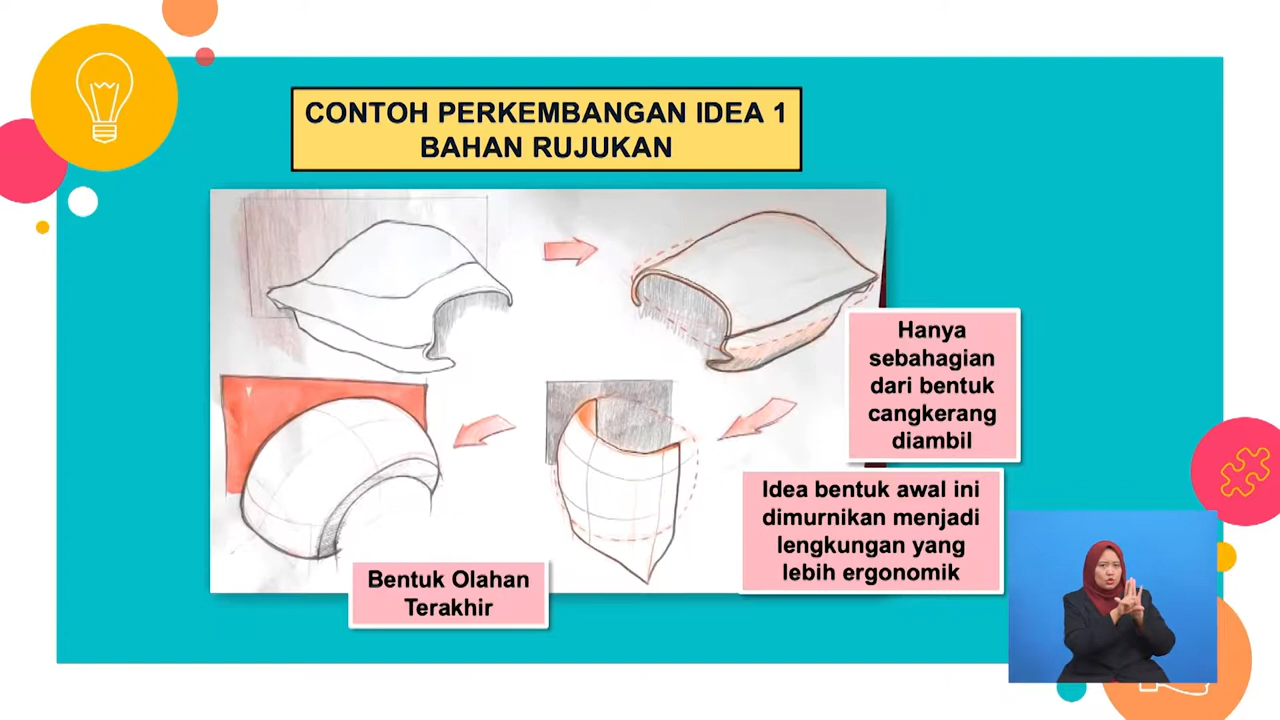 CONTOH PERKEMBANGAN IDEA 1
BAHAN RUJUKAN
Hanya
sebahagian
dari bentuk
cangkerang
diambil
Idea bentuk awal ini
dimurnikan menjadi
lengkungan yang
lebih ergonomik
Bentuk Olahan
Terakhir